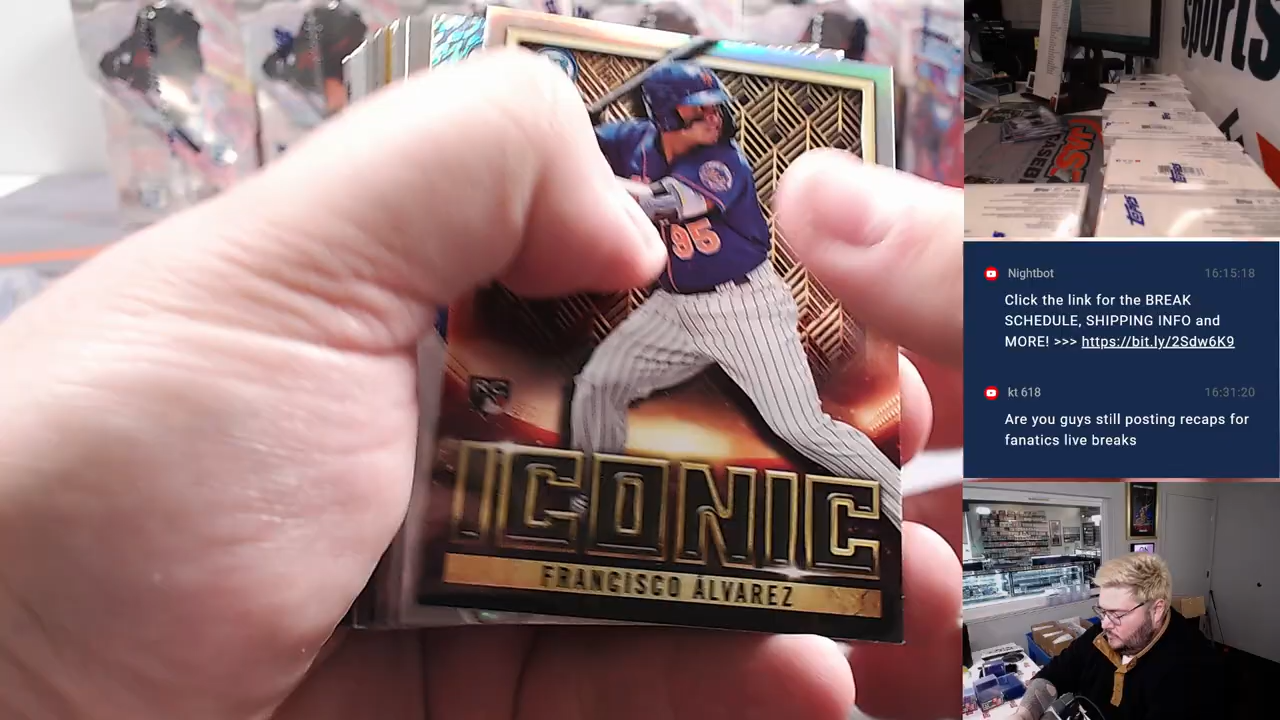 95
RC
ICONIC
FRANCISCO ÁLVAREZ
sports
topps
topps
Nightbot 16:15:18
Click the link for the BREAK
SCHEDULE, SHIPPING INFO and
MORE! >>> https://bit.ly/2Sdw6K9
kt 618 16:31:20
Are you guys still posting recaps for
fanatics live breaks